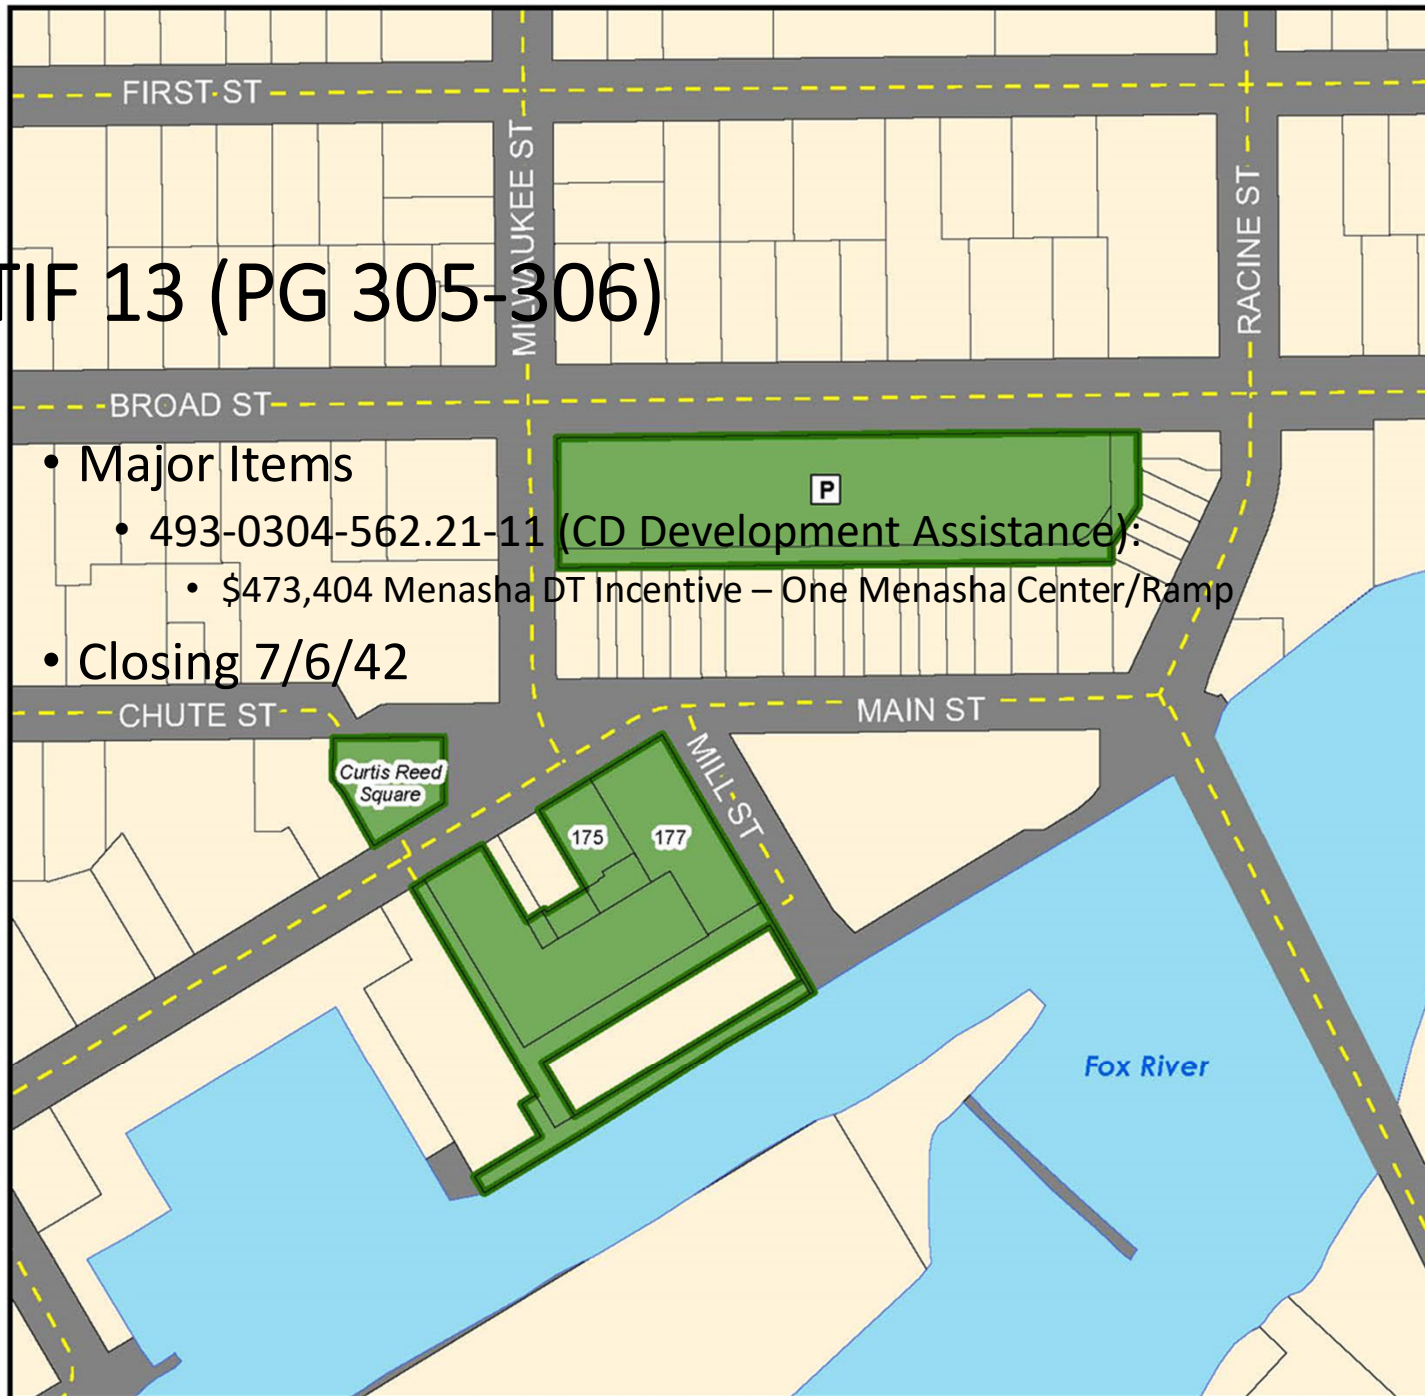 FIRST ST
MILWAUKEE ST
RACINE ST
TIF 13 (PG 305-306)
BROAD ST
• Major Items
P
• 493-0304-562.21-11 (CD Development Assistance):
• $473,404 Menasha DT Incentive – One Menasha Center/Ramp
• Closing 7/6/42
CHUTE ST
MAIN ST
MILL ST
Curtis Reed
Square
175
177
Fox River